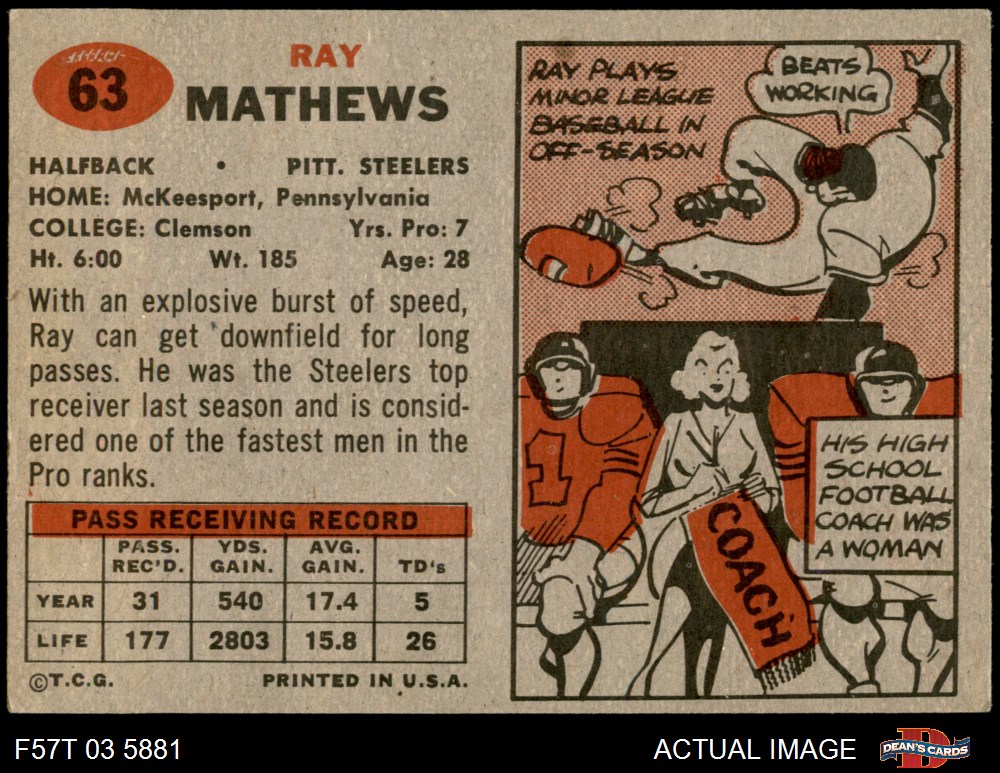 63
RAY
MATHEWS
HALFBACK • PITT. STEELERS
HOME: McKeesport, Pennsylvania
COLLEGE: Clemson Yrs. Pro: 7
Ht. 6:00 Wt. 185 Age: 28
With an explosive burst of speed,
Ray can get downfield for long
passes. He was the Steelers top
receiver last season and is consid-
ered one of the fastest men in the
Pro ranks.
PASS RECEIVING RECORD
PASS. REC'D. YDS. GAIN. AVG. GAIN. TD's
YEAR 31 540 17.4 5
LIFE 177 2803 15.8 26
©T.C.G. PRINTED IN U.S.A.
RAY PLAYS
MINOR LEAGUE
BASEBALL IN
OFF-SEASON
BEATS
WORKING
1
COACH
HIS HIGH
SCHOOL
FOOTBALL
COACH WAS
A WOMAN
F57T 03 5881 ACTUAL IMAGE DEAN'S CARDS